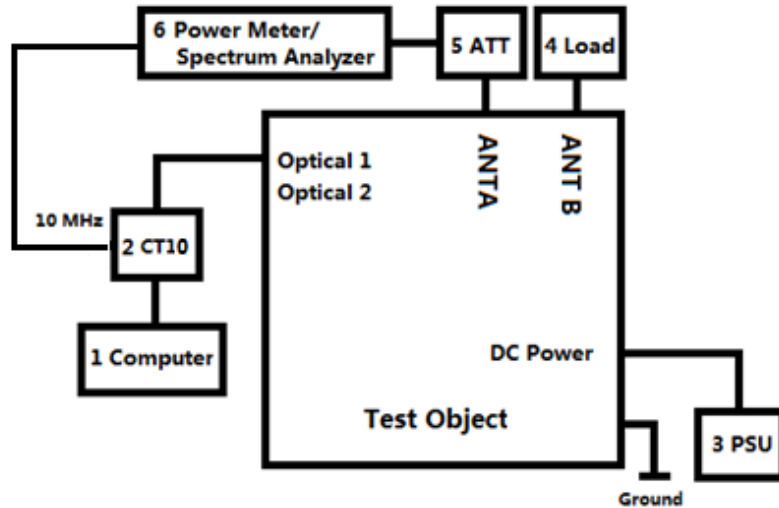 6 Power Meter/
Spectrum Analyzer
5 ATT
4 Load
ANTA
ANT B
Optical 1
Optical 2
10 MHz
2 CT10
1 Computer
DC Power
Test Object
3 PSU
Ground